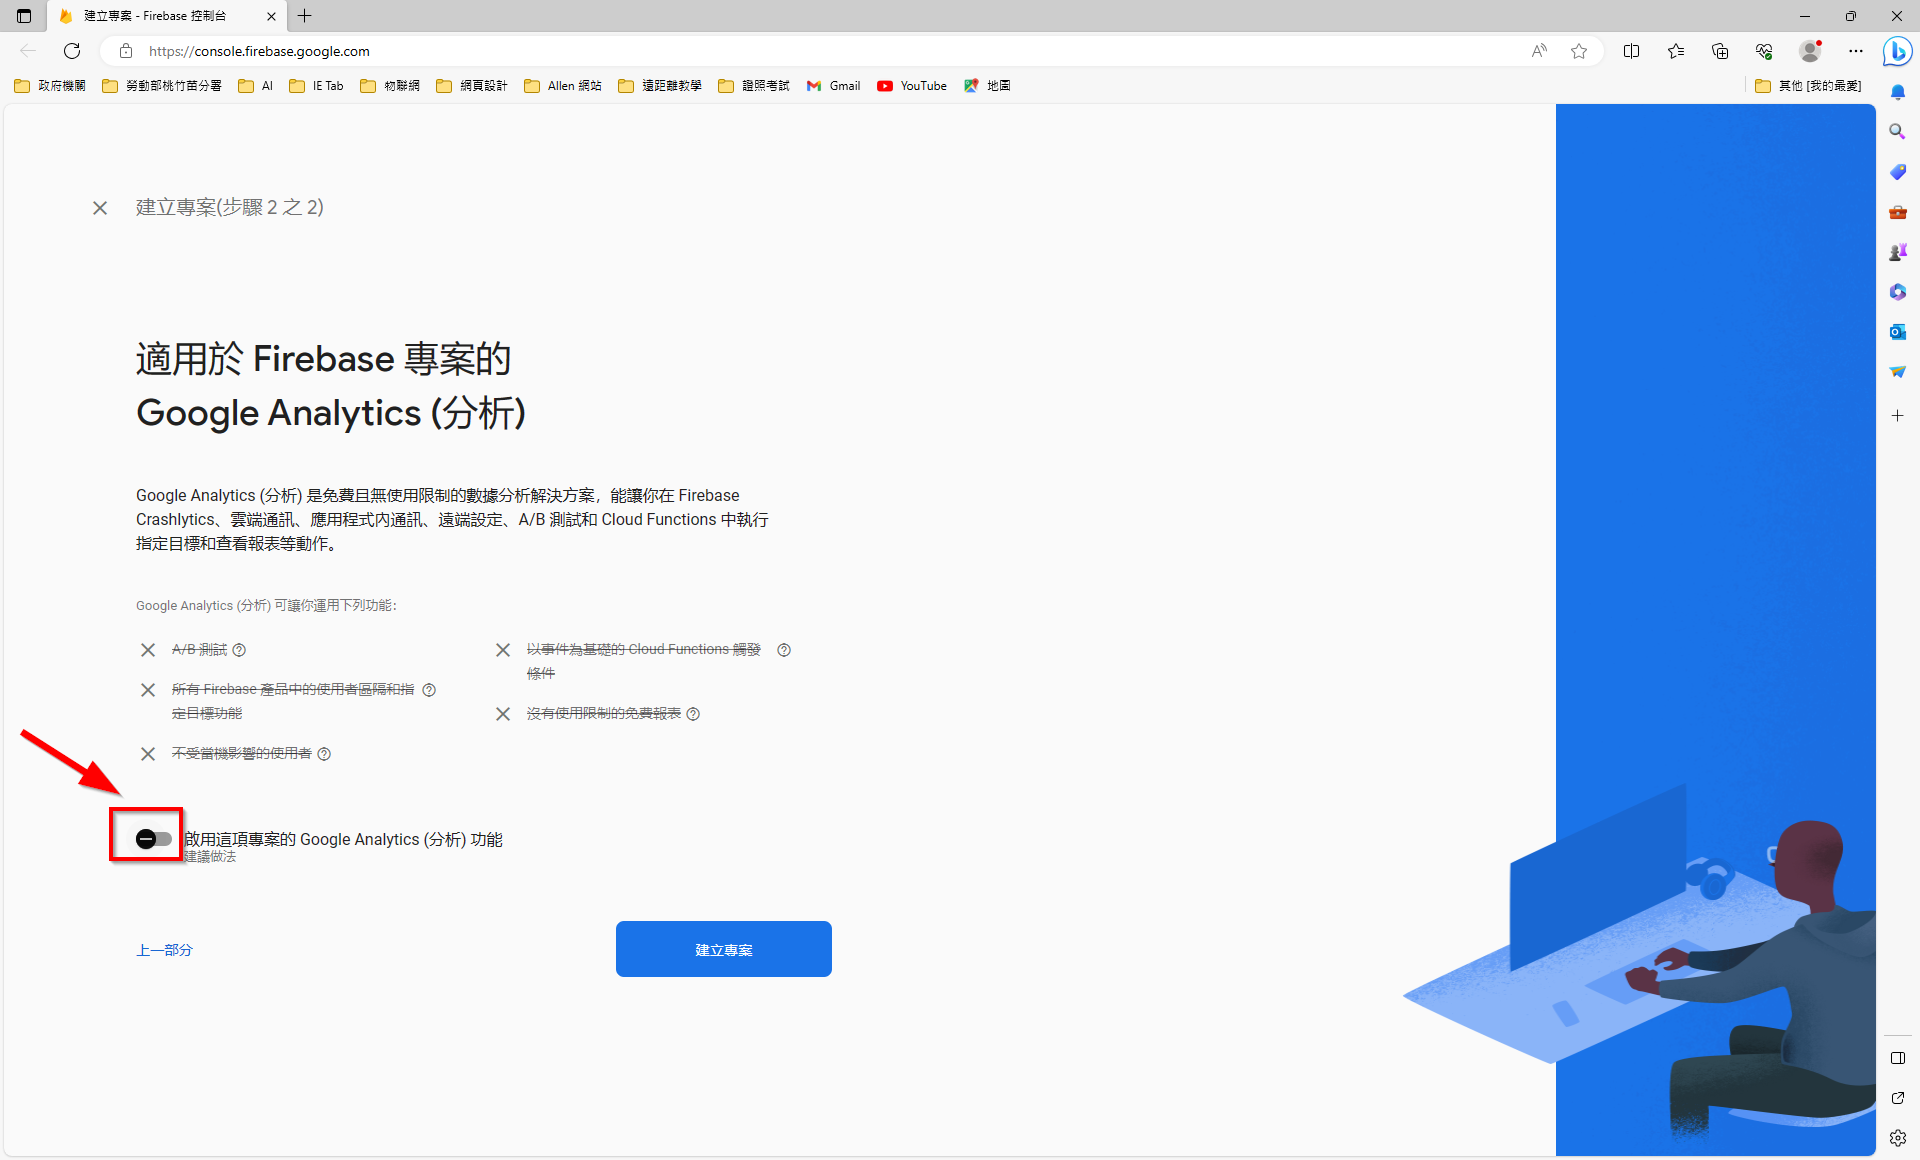 建立專案 - Firebase 控制台
https://console.firebase.google.com
政府機關 勞動部桃竹苗分署 AI IE Tab 物聯網 網頁設計 Allen 網站 遠距離教學 證照考試 Gmail YouTube 地圖 其他 [我的最愛]
建立專案(步驟 2 之 2)
適用於 Firebase 專案的
Google Analytics (分析)
Google Analytics (分析) 是免費且無使用限制的數據分析解決方案，能讓你在 Firebase
Crashlytics、雲端通訊、應用程式內通訊、遠端設定、A/B 測試和 Cloud Functions 中執行
指定目標和查看報表等動作。
Google Analytics (分析) 可讓你運用下列功能：
A/B 測試
所有 Firebase 產品中的使用者區隔和指
定目標功能
不受當機影響的使用者
以事件為基礎的 Cloud Functions 觸發
條件
沒有使用限制的免費報表
啟用這項專案的 Google Analytics (分析) 功能
建議做法
上一部分
建立專案